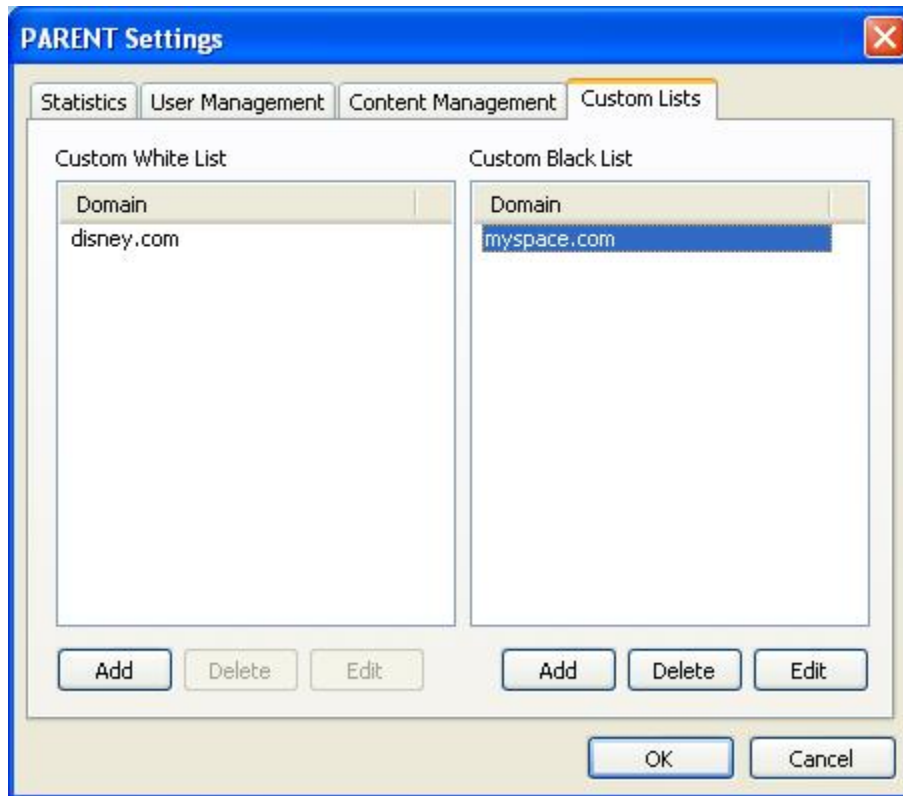 PARENT Settings
Statistics User Management Content Management Custom Lists
Custom White List Custom Black List
Domain Domain
disney.com myspace.com
Add Delete Edit Add Delete Edit
OK Cancel